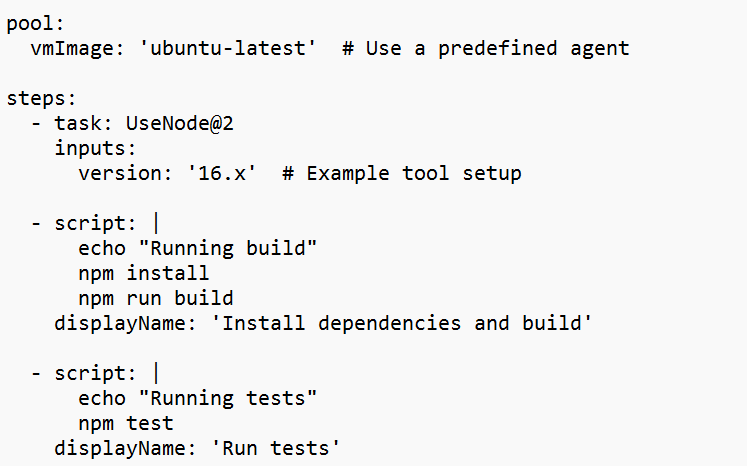 pool:
  vmImage: 'ubuntu-latest'  # Use a predefined agent

steps:
  - task: UseNode@2
    inputs:
      version: '16.x'  # Example tool setup

  - script: |
      echo "Running build"
      npm install
      npm run build
    displayName: 'Install dependencies and build'

  - script: |
      echo "Running tests"
      npm test
    displayName: 'Run tests'